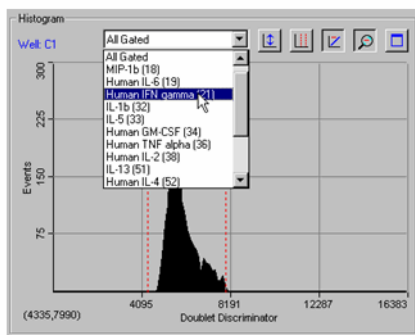 Histogram
Well: C1
All Gated
All Gated
MIP-1b (18)
Human IL-6 (19)
Human IFN gamma (21)
IL-1b (32)
IL-5 (33)
Human GM-CSF (34)
Human TNF alpha (36)
Human IL-2 (38)
IL-13 (51)
Human IL-4 (52)
300
225
150
75
Events
4095
8191
12287
16383
(4335,7990)
Doublet Discriminator